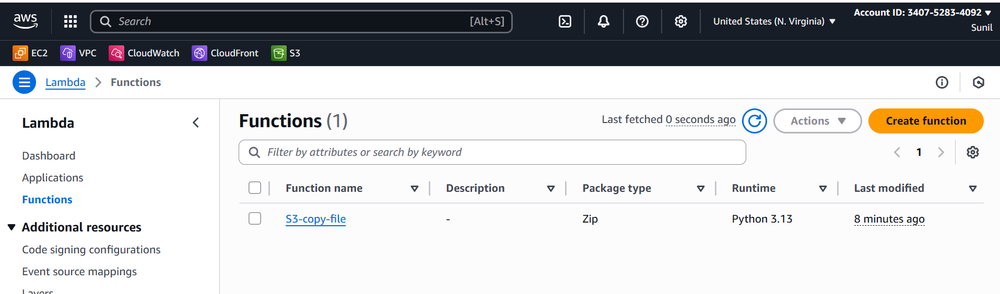 aws
Search [Alt+S]
United States (N. Virginia)
Account ID: 3407-5283-4092
Sunil
EC2 VPC CloudWatch CloudFront S3
Lambda Functions
Lambda
Dashboard
Applications
Functions
Additional resources
Code signing configurations
Event source mappings
Layers
Functions (1)
Last fetched 0 seconds ago
Actions
Create function
Filter by attributes or search by keyword
1
Function name Description Package type Runtime Last modified
S3-copy-file - Zip Python 3.13 8 minutes ago